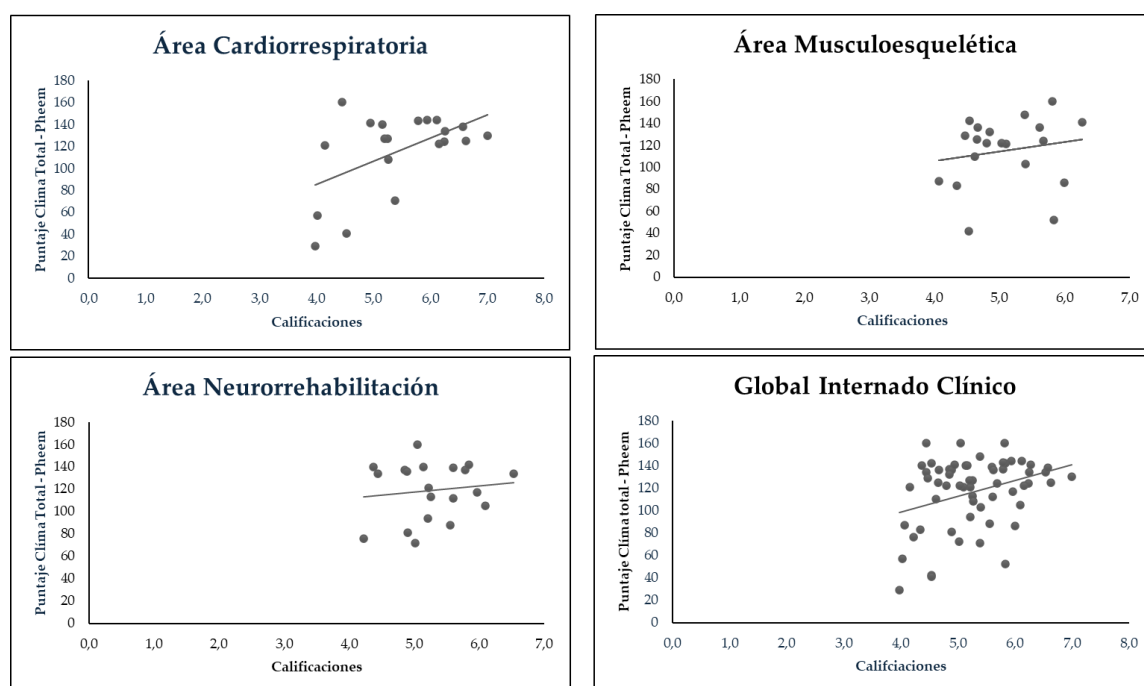 Área Cardiorrespiratoria
Puntaje Clima Total - Pheem
180
160
140
120
100
80
60
40
20
0
0,0 1,0 2,0 3,0 4,0 5,0 6,0 7,0 8,0
Calificaciones
Área Musculoesquelética
Puntaje Clima Total - Pheem
180
160
140
120
100
80
60
40
20
0
0,0 1,0 2,0 3,0 4,0 5,0 6,0 7,0
Calificaciones
Área Neurorrehabilitación
Puntaje Clima Total - Pheem
180
160
140
120
100
80
60
40
20
0
0,0 1,0 2,0 3,0 4,0 5,0 6,0 7,0
Calificaciones
Global Internado Clínico
Puntaje Clíma total - Pheem
180
160
140
120
100
80
60
40
20
0
0,0 1,0 2,0 3,0 4,0 5,0 6,0 7,0 8,0
Califciaciones